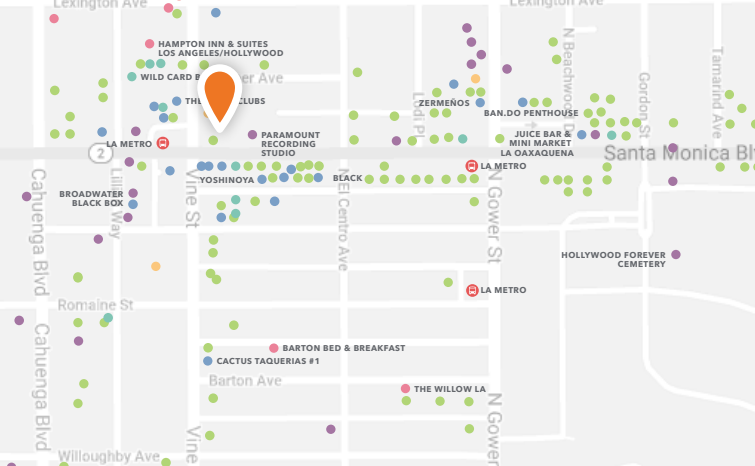 Lexington Ave
Lexington Ave
HAMPTON INN & SUITES
LOS ANGELES/HOLLYWOOD
WILD CARD B
er Ave
THE
CLUBS
ZERMEÑOS
BAN.DO PENTHOUSE
N Beachwood D
Gordon St
Tamarind Ave
Lodi Pl
LA METRO
PARAMOUNT
RECORDING
STUDIO
JUICE BAR &
MINI MARKET
LA OAXAQUENA
2
Santa Monica Blv
LA METRO
YOSHINOYA
BLACK
BROADWATER
BLACK BOX
Cahuenga Blvd
Way
Vine St
N El Centro Ave
N Gower St
HOLLYWOOD FOREVER
CEMETERY
LA METRO
Romaine St
Cahuenga Blvd
BARTON BED & BREAKFAST
CACTUS TAQUERIAS #1
Barton Ave
THE WILLOW LA
N Gower
Vine
Willoughby Ave